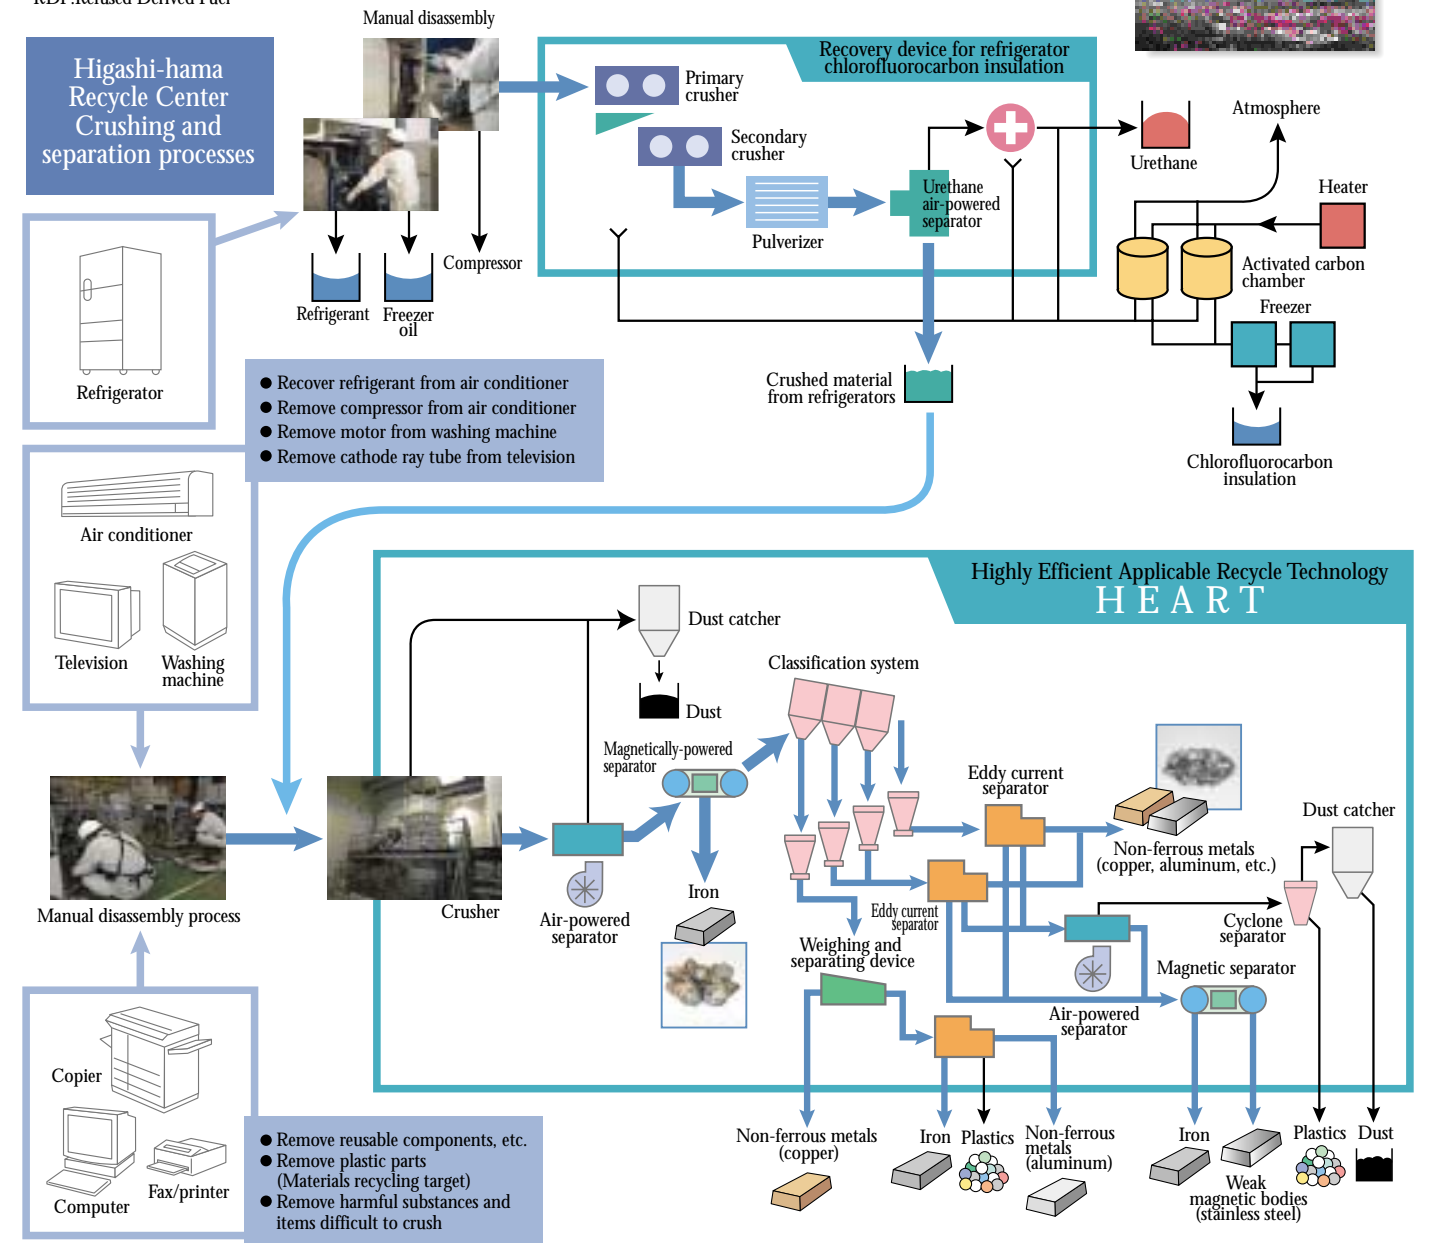 RDF:Refused Derived Fuel
Manual disassembly
Higashi-hama
Recycle Center
Crushing and
separation processes
Recovery device for refrigerator
chlorofluorocarbon insulation
Primary
crusher
Secondary
crusher
Pulverizer
Urethane
air-powered
separator
Urethane
Atmosphere
Heater
Activated carbon
chamber
Freezer
Chlorofluorocarbon
insulation
Compressor
Refrigerant
Freezer
oil
Refrigerator
Crushed material
from refrigerators
● Recover refrigerant from air conditioner
● Remove compressor from air conditioner
● Remove motor from washing machine
● Remove cathode ray tube from television
Air conditioner
Television
Washing
machine
Highly Efficient Applicable Recycle Technology
HEART
Dust catcher
Dust
Classification system
Magnetically-powered
separator
Eddy current
separator
Non-ferrous metals
(copper, aluminum, etc.)
Dust catcher
Manual disassembly process
Crusher
Air-powered
separator
Iron
Eddy current
separator
Weighing and
separating device
Cyclone
separator
Magnetic separator
Air-powered
separator
Copier
Computer
Fax/printer
● Remove reusable components, etc.
● Remove plastic parts
(Materials recycling target)
● Remove harmful substances and
items difficult to crush
Non-ferrous metals
(copper)
Iron
Plastics
Non-ferrous
metals
(aluminum)
Iron
Weak
magnetic bodies
(stainless steel)
Plastics
Dust